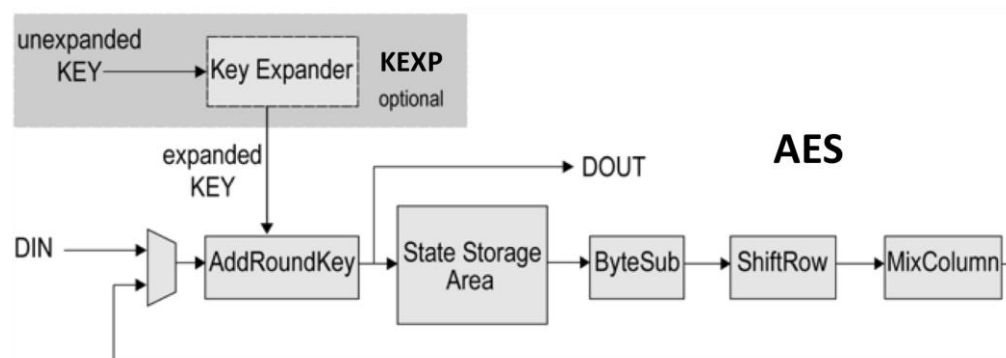 unexpanded
KEY
Key Expander
KEXP
optional
expanded
KEY
DOUT
AES
DIN
AddRoundKey
State Storage
Area
ByteSub
ShiftRow
MixColumn